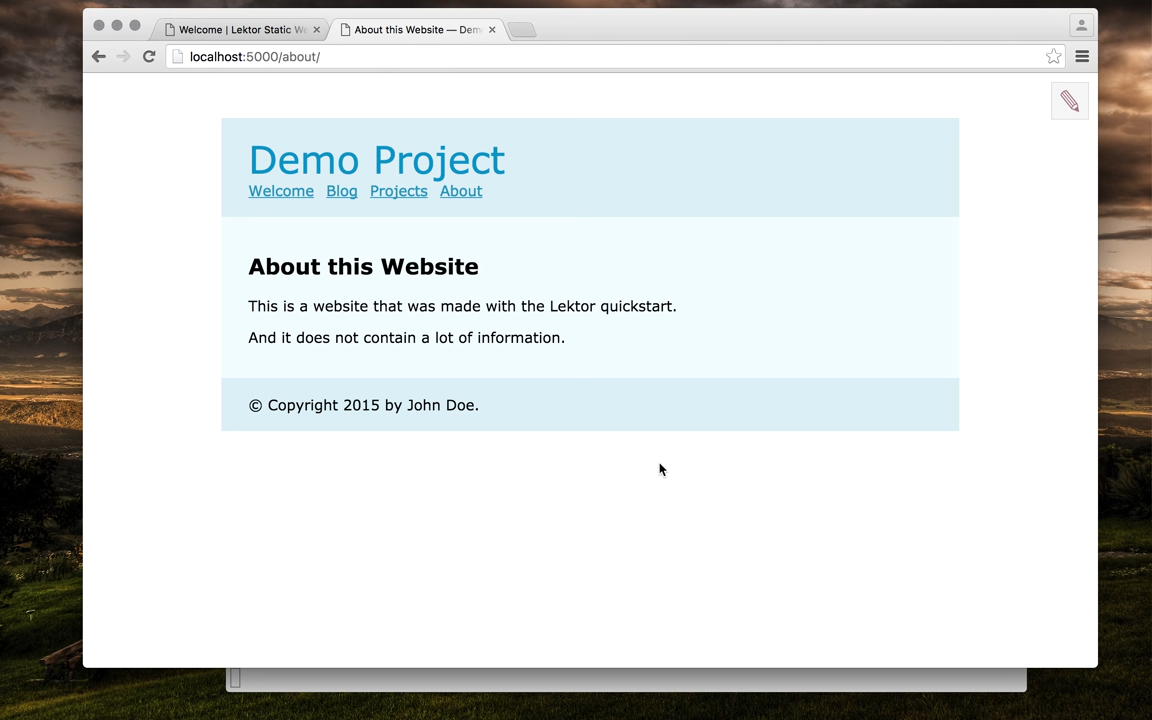 Welcome | Lektor Static We
About this Website — Dem
localhost:5000/about/
Demo Project
Welcome Blog Projects About
About this Website
This is a website that was made with the Lektor quickstart.
And it does not contain a lot of information.
© Copyright 2015 by John Doe.